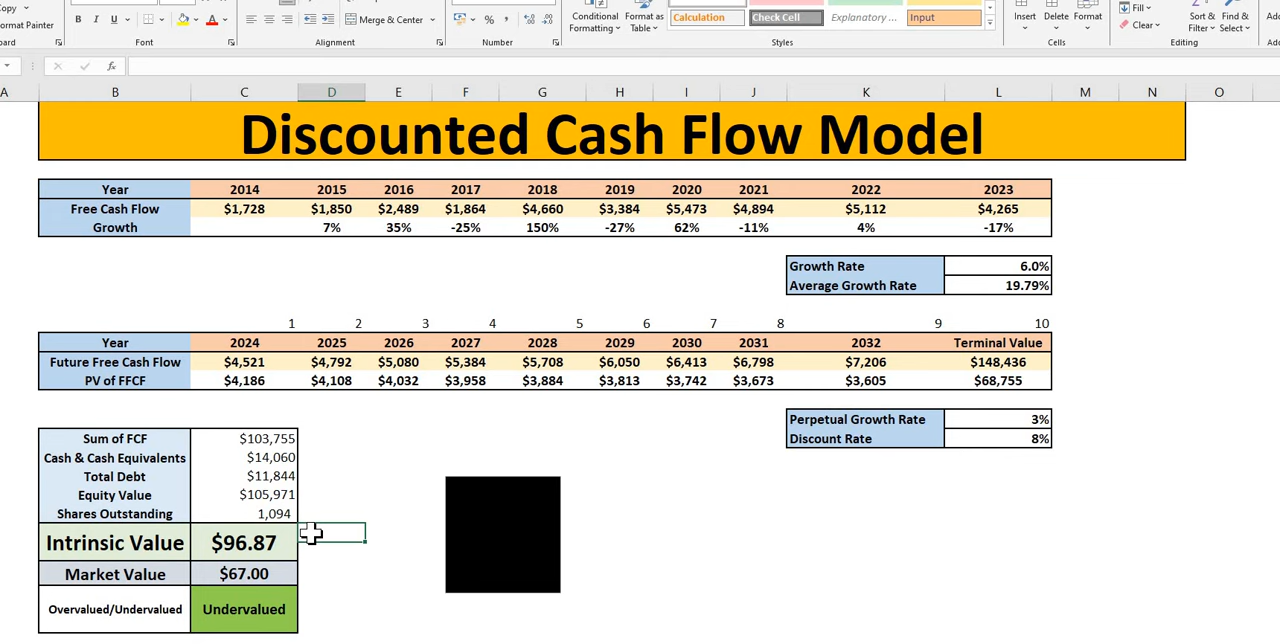 Copy
Format Painter
B I U A
Merge & Center
$ % ,
Conditional Formatting
Format as Table
Calculation
Check Cell
Explanatory ...
Input
Insert Delete Format
Fill
Clear
Sort & Filter
Find & Select
Font Alignment Number Styles Cells Editing
fx
A B C D E F G H I J K L M N O
Discounted Cash Flow Model
Year 2014 2015 2016 2017 2018 2019 2020 2021 2022 2023
Free Cash Flow $1,728 $1,850 $2,489 $1,864 $4,660 $3,384 $5,473 $4,894 $5,112 $4,265
Growth 7% 35% -25% 150% -27% 62% -11% 4% -17%
Growth Rate 6.0%
Average Growth Rate 19.79%
1 2 3 4 5 6 7 8 9 10
Year 2024 2025 2026 2027 2028 2029 2030 2031 2032 Terminal Value
Future Free Cash Flow $4,521 $4,792 $5,080 $5,384 $5,708 $6,050 $6,413 $6,798 $7,206 $148,436
PV of FFCF $4,186 $4,108 $4,032 $3,958 $3,884 $3,813 $3,742 $3,673 $3,605 $68,755
Perpetual Growth Rate 3%
Discount Rate 8%
Sum of FCF $103,755
Cash & Cash Equivalents $14,060
Total Debt $11,844
Equity Value $105,971
Shares Outstanding 1,094
Intrinsic Value $96.87
Market Value $67.00
Overvalued/Undervalued Undervalued